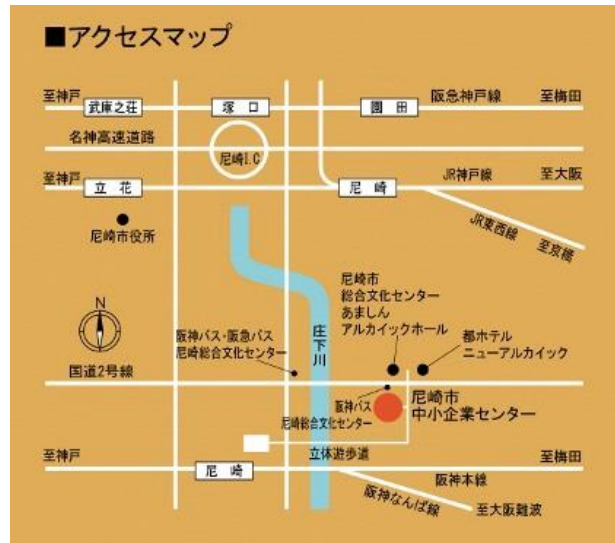 ■アクセスマップ
至神戸
武庫之荘
塚口
園田
阪急神戸線
至梅田
名神高速道路
尼崎I.C
至神戸
立花
尼崎
JR神戸線
至大阪
JR東西線
至京橋
尼崎市役所
N
尼崎市
総合文化センター
あましん
アルカイックホール
庄下川
阪神バス・阪急バス
尼崎総合文化センター
都ホテル
ニューアルカイック
国道2号線
阪神バス
尼崎総合文化センター
尼崎市
中小企業センター
立体遊歩道
至神戸
尼崎
阪神本線
至梅田
阪神なんば線
至大阪難波